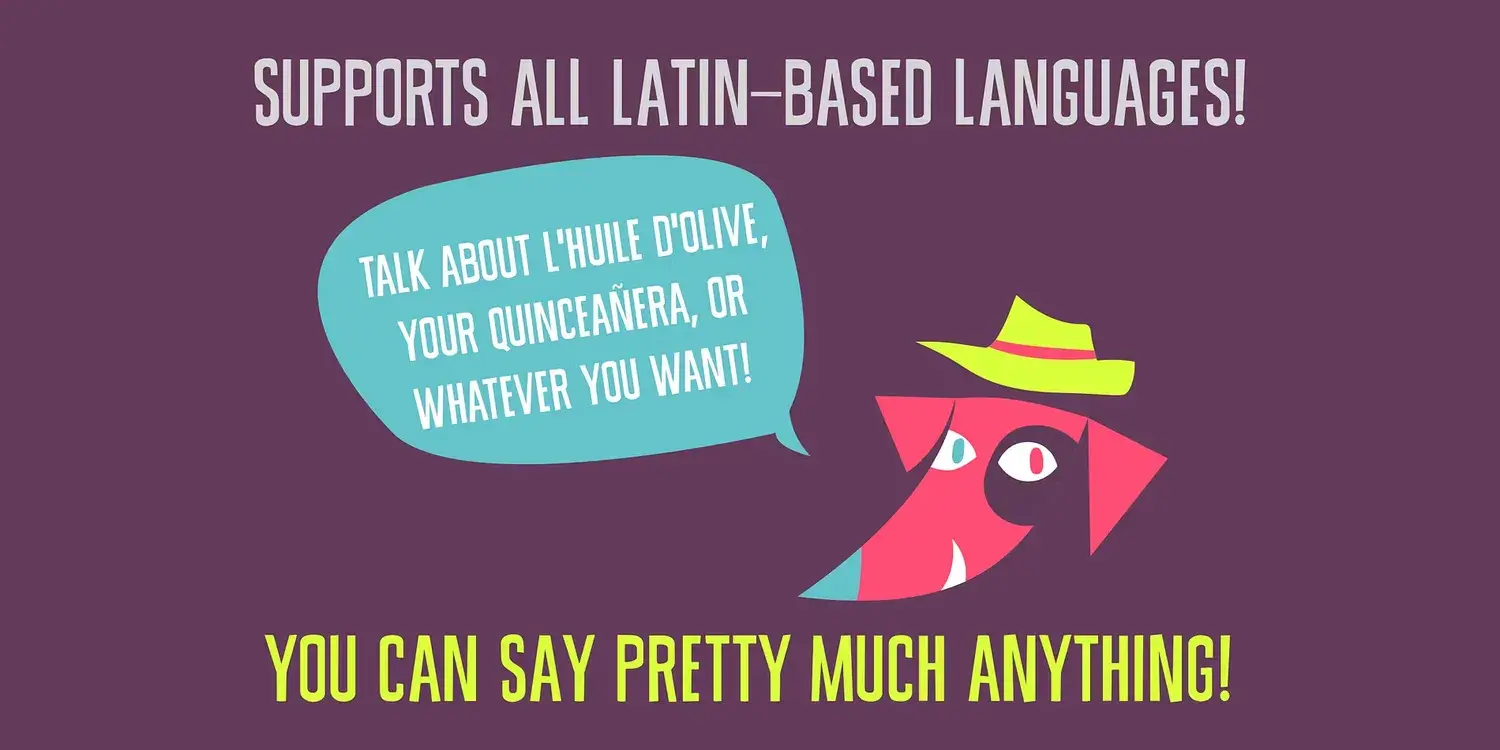 SUPPORTS ALL LATIN–BASED LANGUAGES!
TALK ABOUT L'HUILE D'OLIVE,
YOUR QUINCEAÑERA, OR
WHATEVER YOU WANT!
YOU CAN SAY PRETTY MUCH ANYTHING!